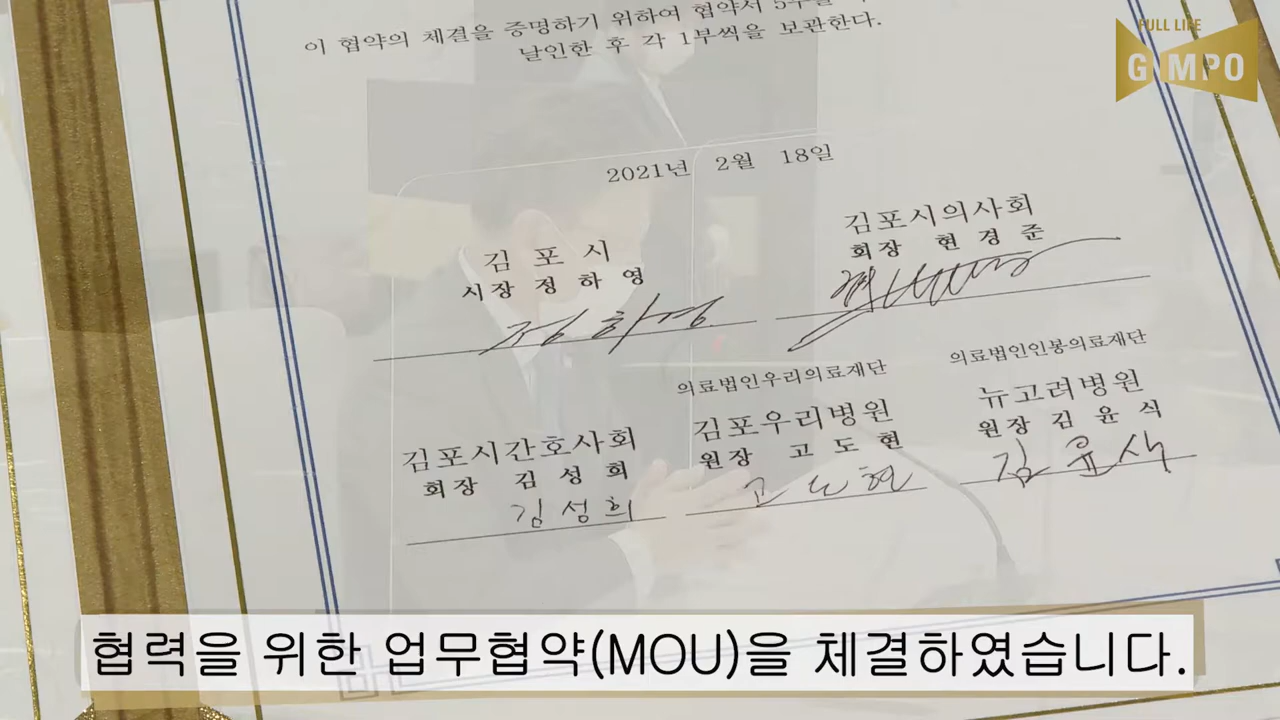 FULL LIFE
GIMPO
이 협약의 체결을 증명하기 위하여 협약서 5부를
날인한 후 각 1부씩을 보관한다.
2021년 2월 18일
김포시의사회
회장 현경준
김포시
시장 정하영
정하영
의료법인인봉의료재단
뉴고려병원
원장 김윤식
김윤식
의료법인우리의료재단
김포우리병원
원장 고도현
고도현
김포시간호사회
회장 김성희
김성희
협력을 위한 업무협약(MOU)을 체결하였습니다.